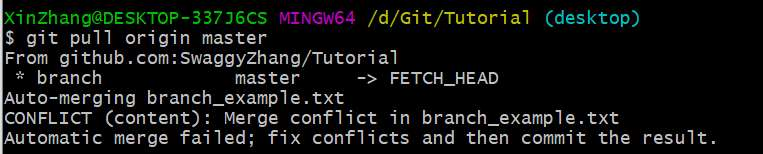 XinZhang@DESKTOP-337J6CS MINGW64 /d/Git/Tutorial (desktop)
$ git pull origin master
From github.com:SwaggyZhang/Tutorial
 * branch            master     -> FETCH_HEAD
Auto-merging branch_example.txt
CONFLICT (content): Merge conflict in branch_example.txt
Automatic merge failed; fix conflicts and then commit the result.